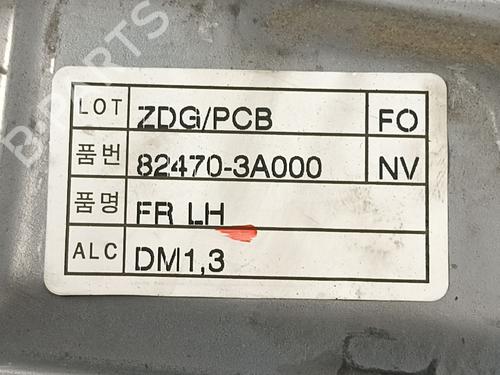 LOT ZDG/PCB FO
품번 82470-3A000 NV
품명 FR LH
ALC DM1,3